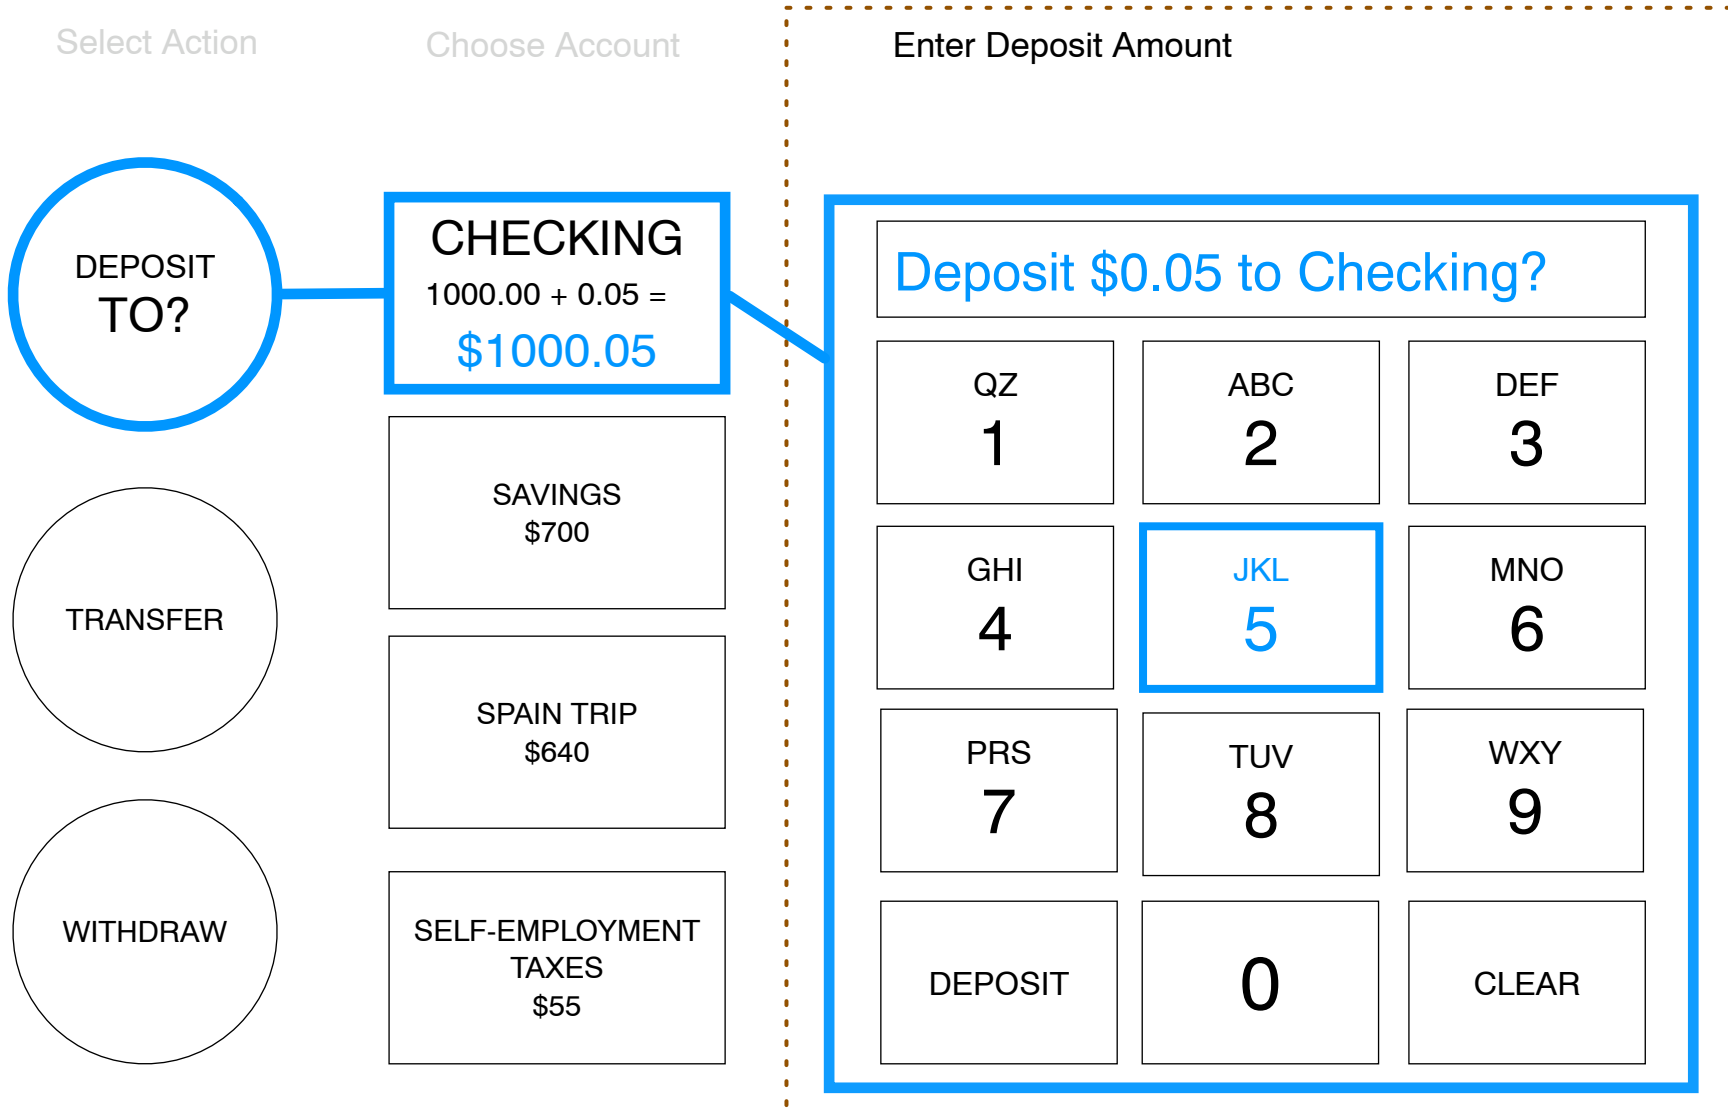 Select Action
Choose Account
Enter Deposit Amount
DEPOSIT
TO?
TRANSFER
WITHDRAW
CHECKING
1000.00 + 0.05 =
$1000.05
SAVINGS
$700
SPAIN TRIP
$640
SELF-EMPLOYMENT
TAXES
$55
Deposit $0.05 to Checking?
QZ
1
ABC
2
DEF
3
GHI
4
JKL
5
MNO
6
PRS
7
TUV
8
WXY
9
DEPOSIT
0
CLEAR